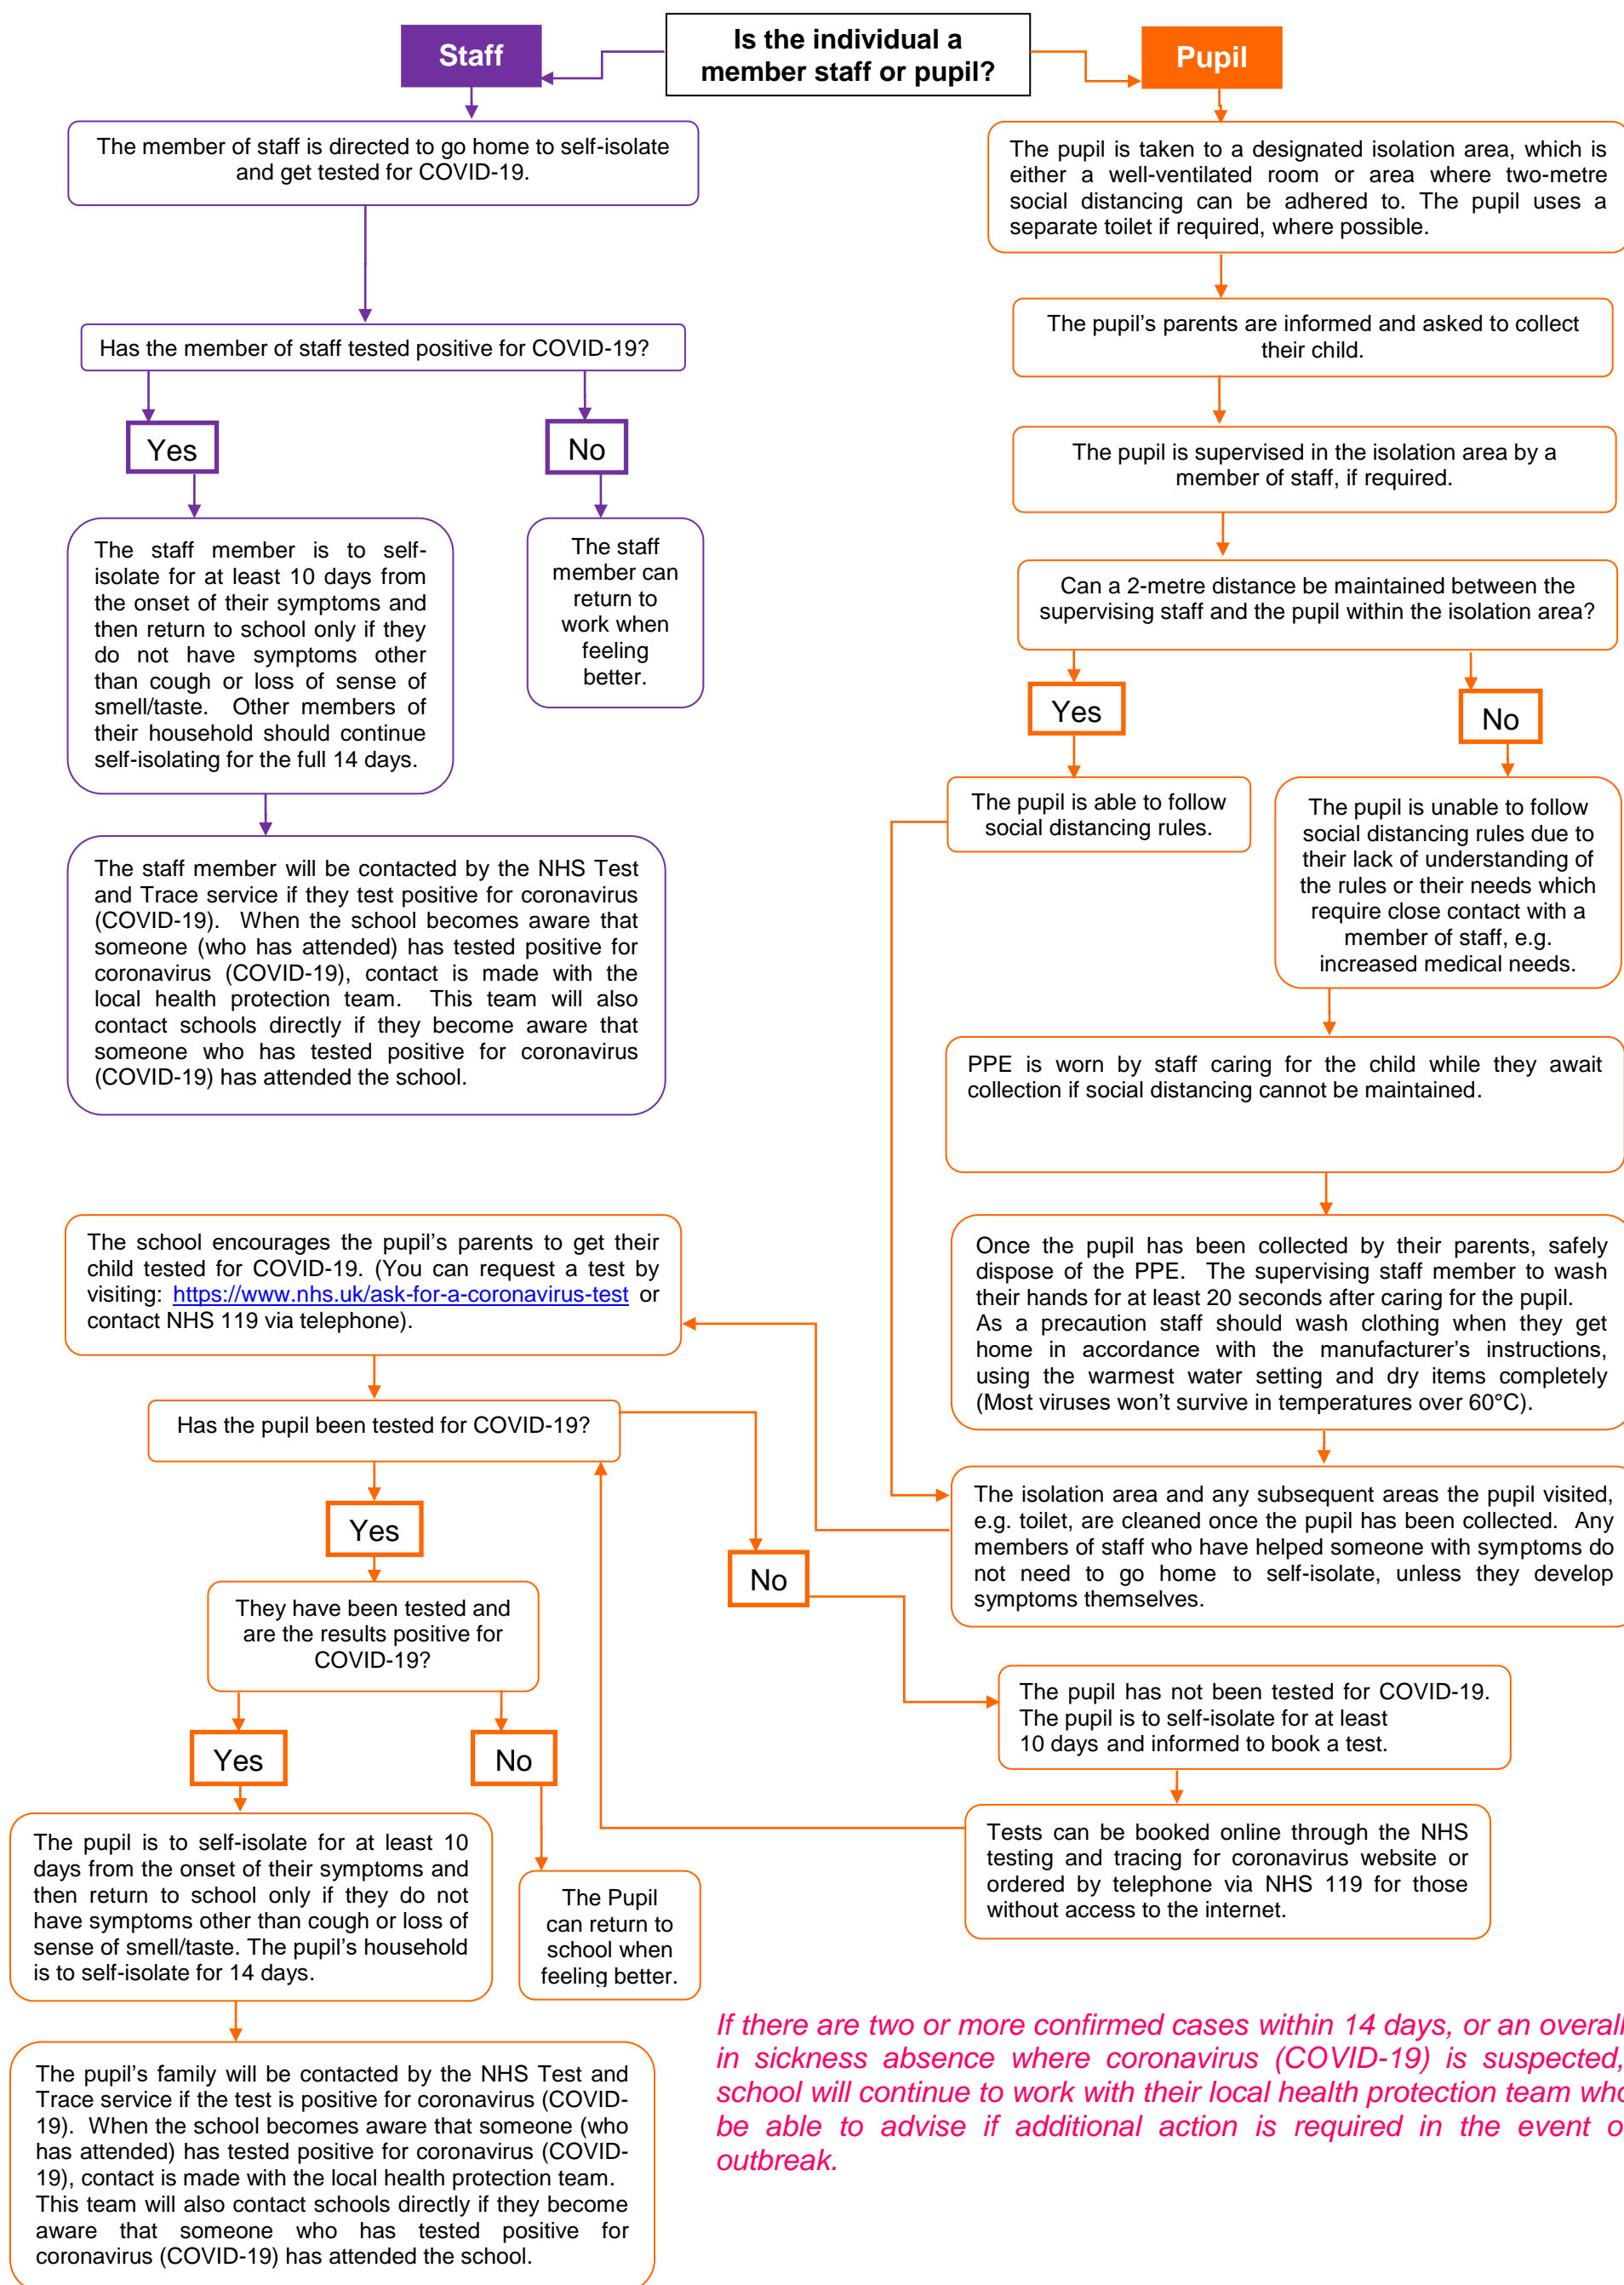 Is the individual a
member staff or pupil?
Staff
Pupil
The member of staff is directed to go home to self-isolate
and get tested for COVID-19.
Has the member of staff tested positive for COVID-19?
Yes
No
The staff member is to self-
isolate for at least 10 days from
the onset of their symptoms and
then return to school only if they
do not have symptoms other
than cough or loss of sense of
smell/taste. Other members of
their household should continue
self-isolating for the full 14 days.
The staff
member can
return to
work when
feeling
better.
The staff member will be contacted by the NHS Test
and Trace service if they test positive for coronavirus
(COVID-19). When the school becomes aware that
someone (who has attended) has tested positive for
coronavirus (COVID-19), contact is made with the
local health protection team. This team will also
contact schools directly if they become aware that
someone who has tested positive for coronavirus
(COVID-19) has attended the school.
The pupil is taken to a designated isolation area, which is
either a well-ventilated room or area where two-metre
social distancing can be adhered to. The pupil uses a
separate toilet if required, where possible.
The pupil's parents are informed and asked to collect
their child.
The pupil is supervised in the isolation area by a
member of staff, if required.
Can a 2-metre distance be maintained between the
supervising staff and the pupil within the isolation area?
Yes
No
The pupil is able to follow
social distancing rules.
The pupil is unable to follow
social distancing rules due to
their lack of understanding of
the rules or their needs which
require close contact with a
member of staff, e.g.
increased medical needs.
PPE is worn by staff caring for the child while they await
collection if social distancing cannot be maintained.
Once the pupil has been collected by their parents, safely
dispose of the PPE. The supervising staff member to wash
their hands for at least 20 seconds after caring for the pupil.
As a precaution staff should wash clothing when they get
home in accordance with the manufacturer's instructions,
using the warmest water setting and dry items completely
(Most viruses won't survive in temperatures over 60°C).
The isolation area and any subsequent areas the pupil visited,
e.g. toilet, are cleaned once the pupil has been collected. Any
members of staff who have helped someone with symptoms do
not need to go home to self-isolate, unless they develop
symptoms themselves.
The school encourages the pupil's parents to get their
child tested for COVID-19. (You can request a test by
visiting: https://www.nhs.uk/ask-for-a-coronavirus-test or
contact NHS 119 via telephone).
Has the pupil been tested for COVID-19?
Yes
No
They have been tested and
are the results positive for
COVID-19?
Yes
No
The pupil has not been tested for COVID-19.
The pupil is to self-isolate for at least
10 days and informed to book a test.
Tests can be booked online through the NHS
testing and tracing for coronavirus website or
ordered by telephone via NHS 119 for those
without access to the internet.
The pupil is to self-isolate for at least 10
days from the onset of their symptoms and
then return to school only if they do not
have symptoms other than cough or loss of
sense of smell/taste. The pupil's household
is to self-isolate for 14 days.
The Pupil
can return to
school when
feeling better.
The pupil's family will be contacted by the NHS Test and
Trace service if the test is positive for coronavirus (COVID-
19). When the school becomes aware that someone (who
has attended) has tested positive for coronavirus (COVID-
19), contact is made with the local health protection team.
This team will also contact schools directly if they become
aware that someone who has tested positive for
coronavirus (COVID-19) has attended the school.
If there are two or more confirmed cases within 14 days, or an overall
in sickness absence where coronavirus (COVID-19) is suspected,
school will continue to work with their local health protection team who
be able to advise if additional action is required in the event o
outbreak.